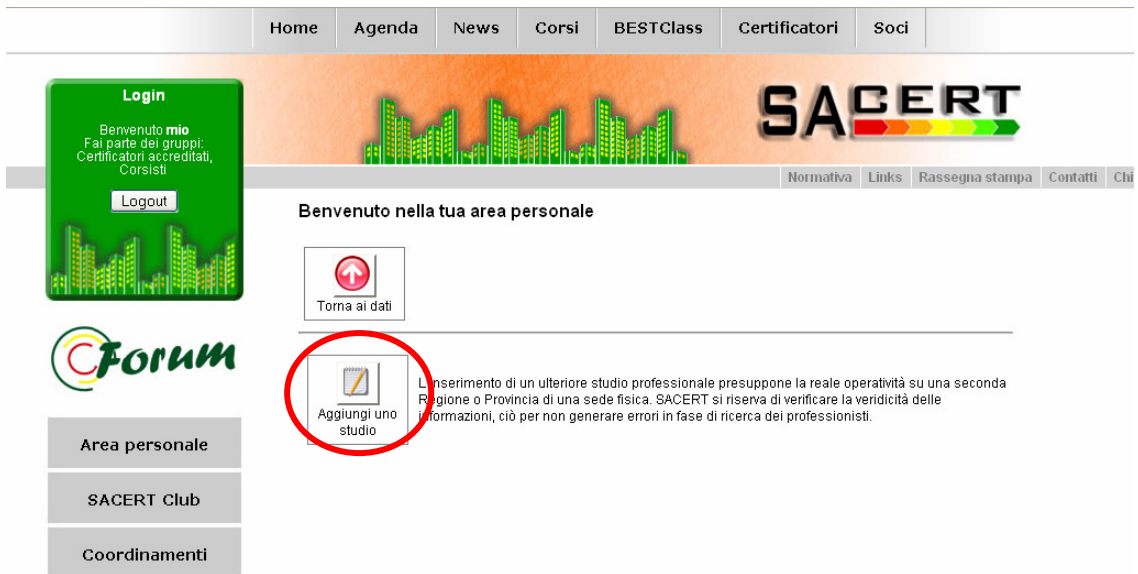 Home Agenda News Corsi BESTClass Certificatori Soci
Login
Benvenuto mio
Fai parte dei gruppi:
Certificatori accreditati,
Corsisti
Logout
SACERT
Normativa Links Rassegna stampa Contatti Chi
Benvenuto nella tua area personale
Torna ai dati
CForum
Aggiungi uno
studio
L'inserimento di un ulteriore studio professionale presuppone la reale operatività su una seconda
Regione o Provincia di una sede fisica. SACERT si riserva di verificare la veridicità delle
informazioni, ciò per non generare errori in fase di ricerca dei professionisti.
Area personale
SACERT Club
Coordinamenti